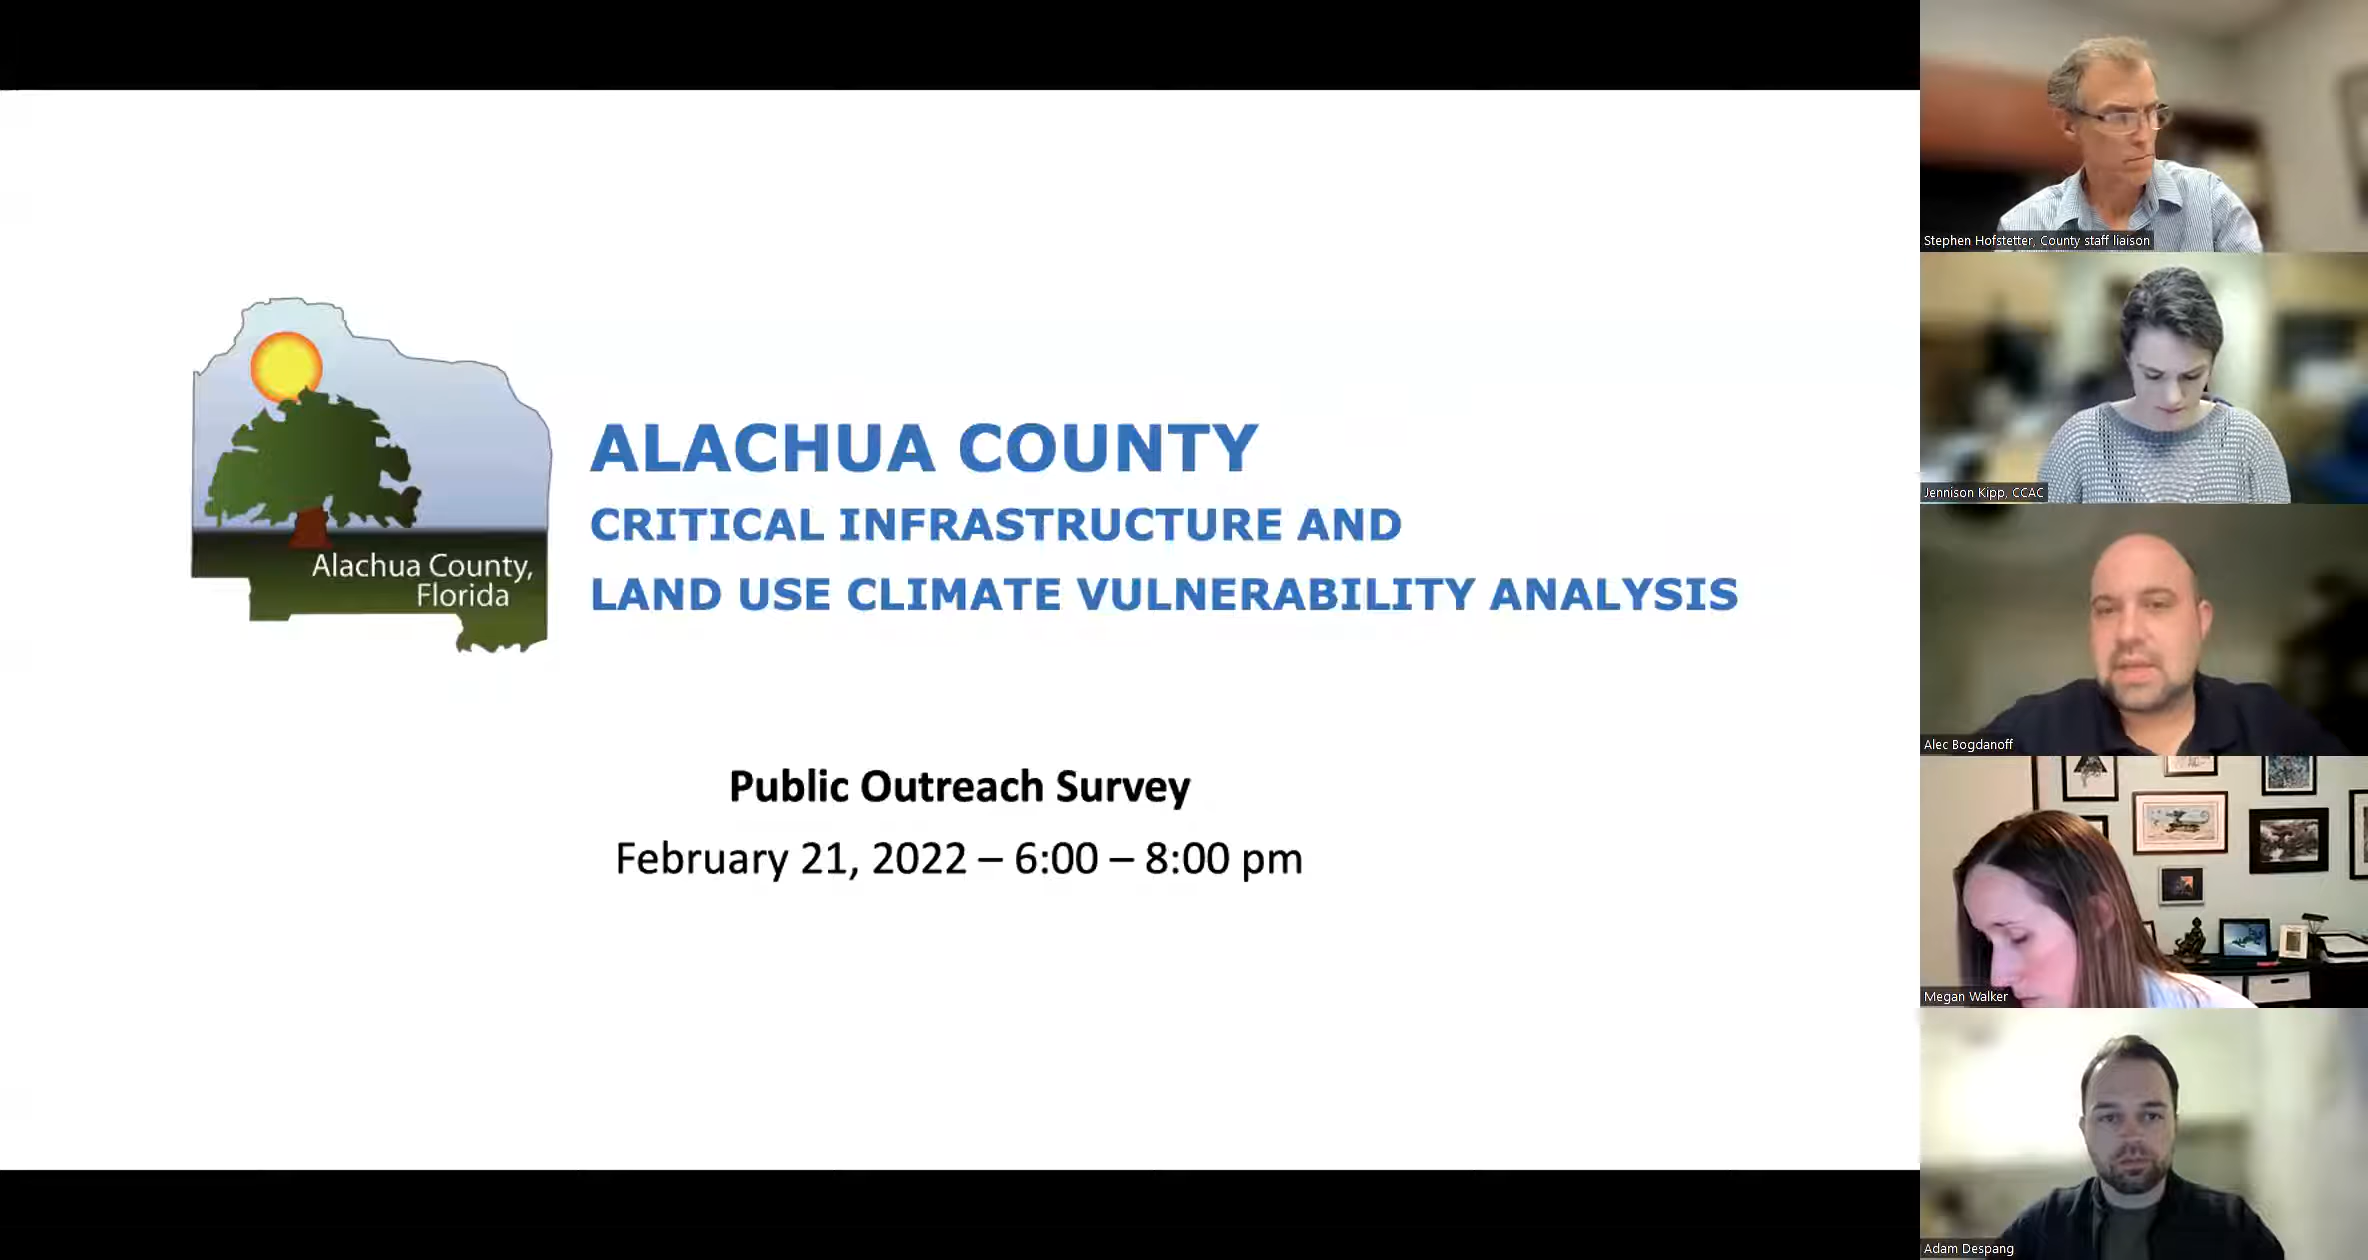 Alachua County,
Florida
ALACHUA COUNTY
CRITICAL INFRASTRUCTURE AND
LAND USE CLIMATE VULNERABILITY ANALYSIS
Public Outreach Survey
February 21, 2022 – 6:00 – 8:00 pm
Stephen Hofstetter, County staff liaison
Jennison Kipp, CCAC
Alec Bogdanoff
Megan Walker
Adam Despang